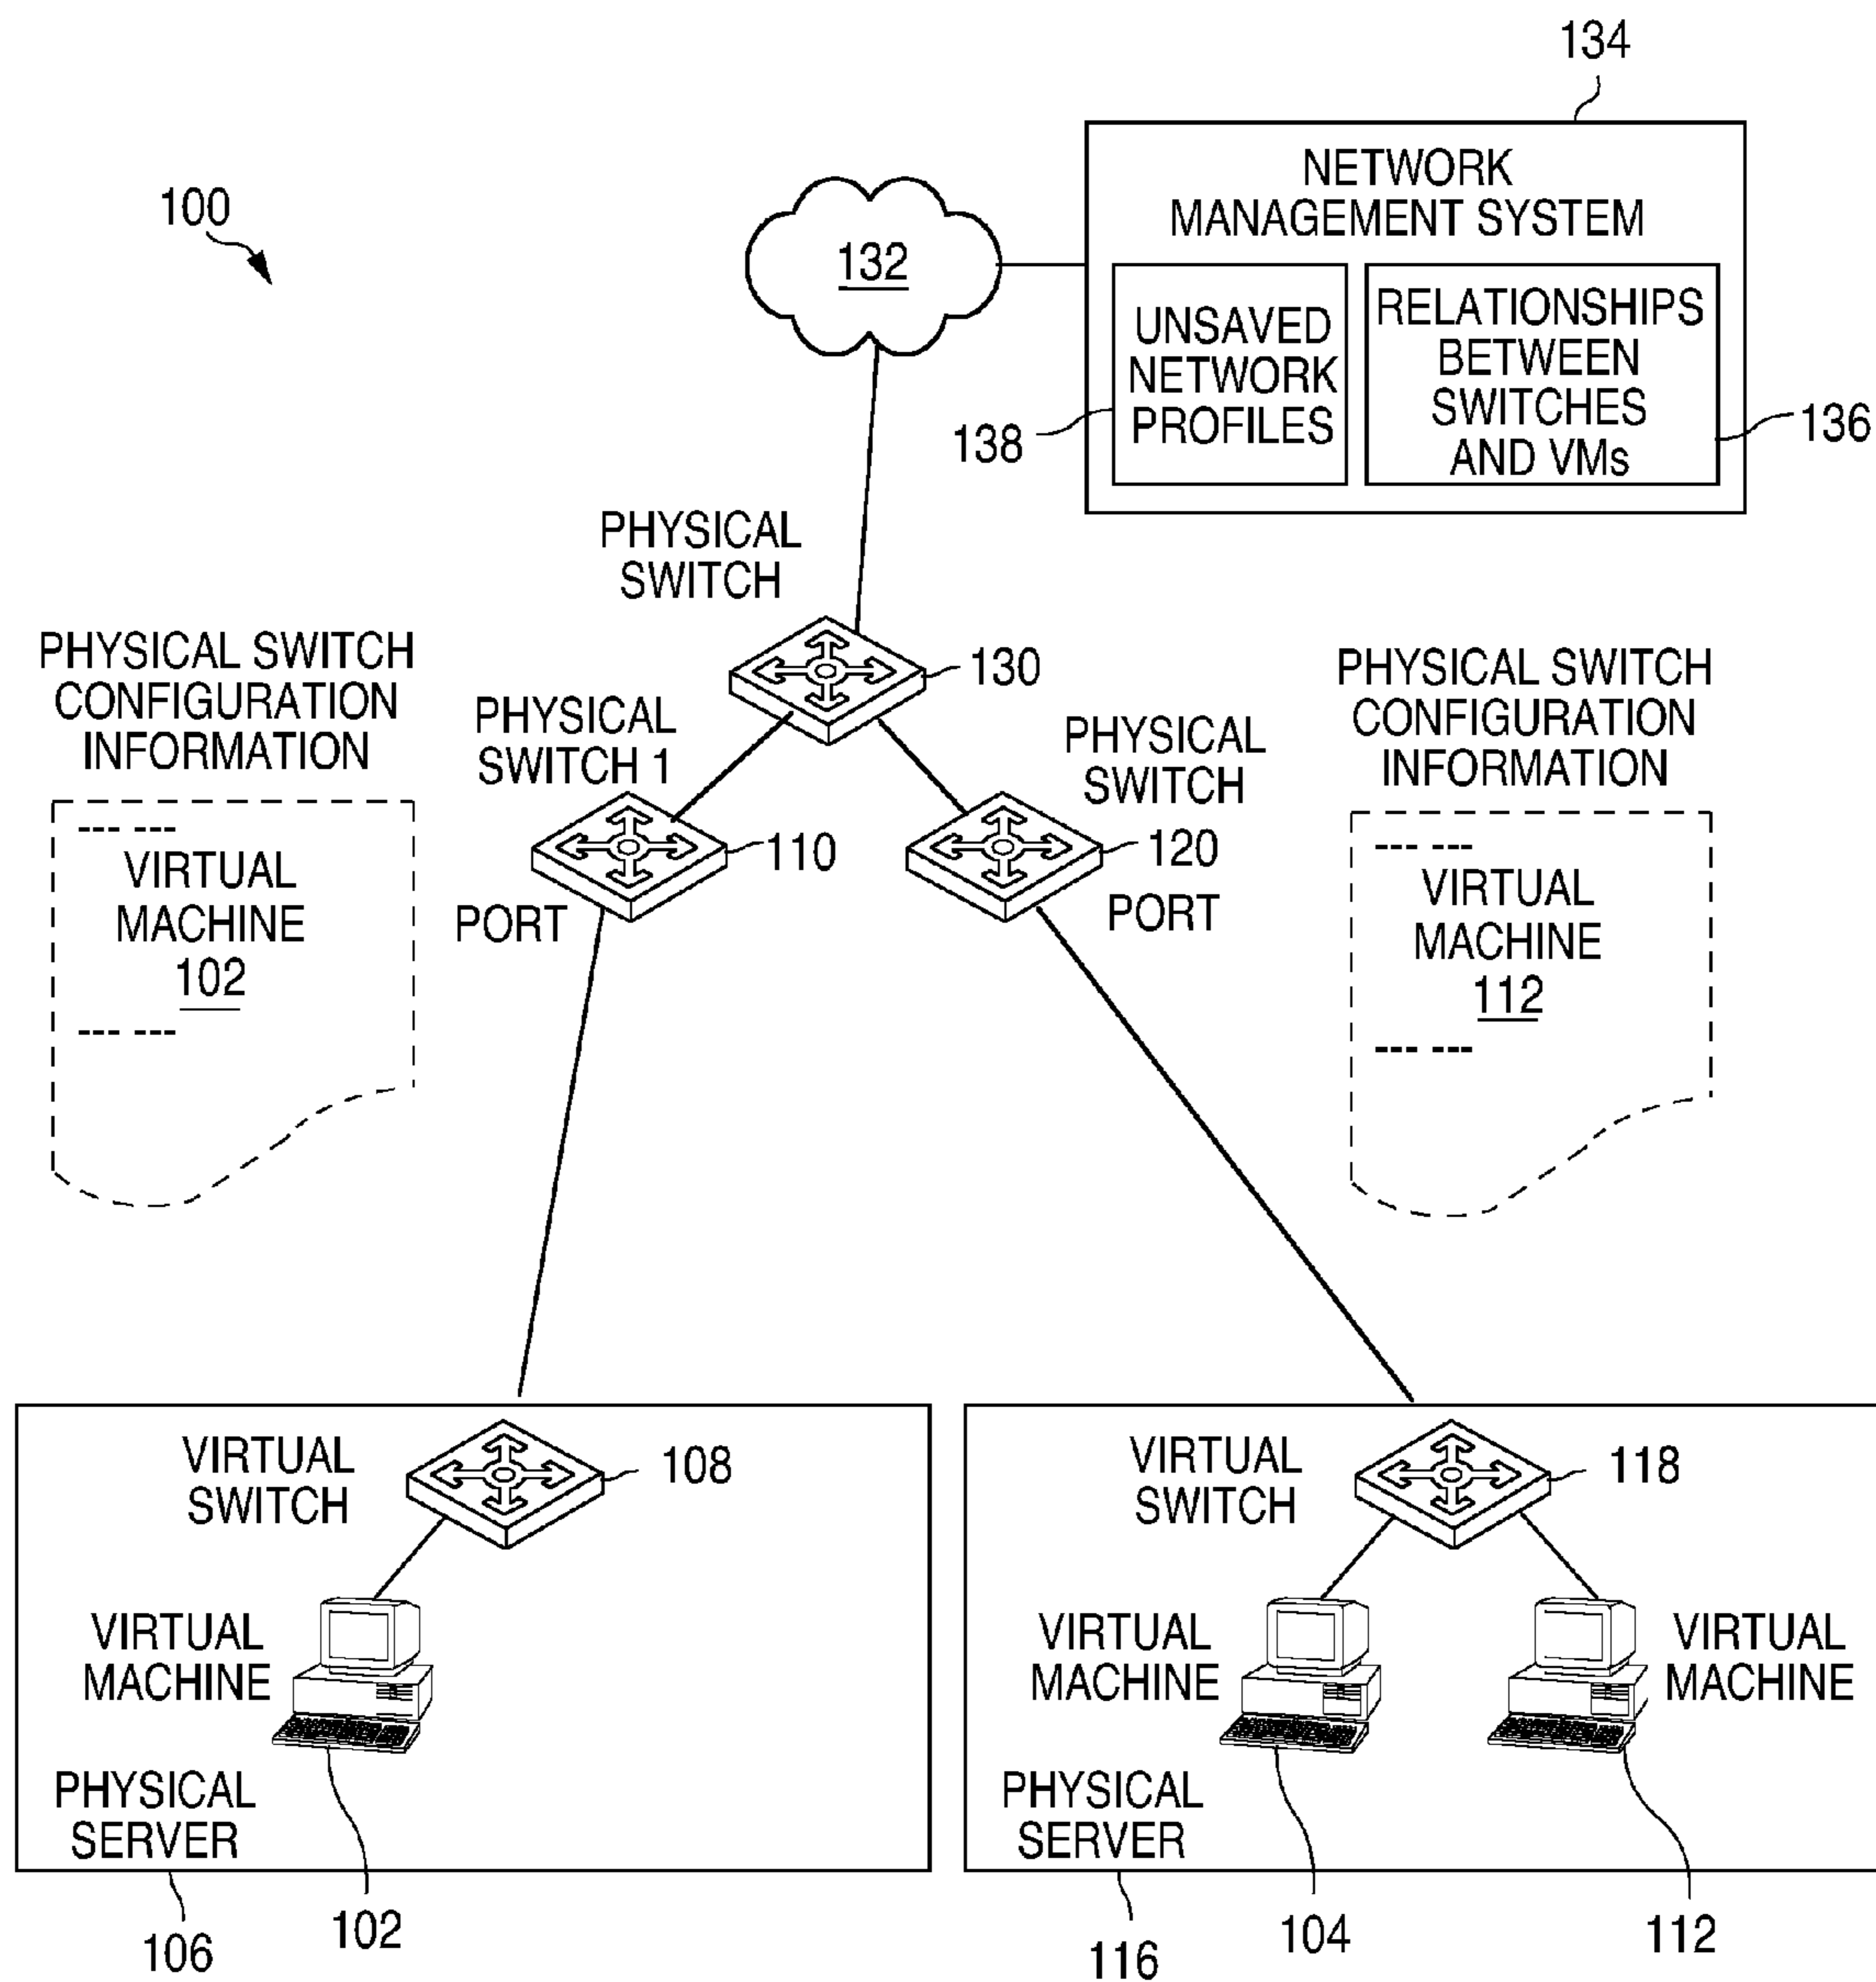 134
100
NETWORK
MANAGEMENT SYSTEM
132
UNSAVED
NETWORK
PROFILES
138
RELATIONSHIPS
BETWEEN
SWITCHES
AND VMs
136
PHYSICAL
SWITCH
130
PHYSICAL SWITCH
CONFIGURATION
INFORMATION
VIRTUAL
MACHINE
102
PHYSICAL
SWITCH 1
110
PORT
PHYSICAL
SWITCH
120
PORT
PHYSICAL SWITCH
CONFIGURATION
INFORMATION
VIRTUAL
MACHINE
112
VIRTUAL
SWITCH
108
VIRTUAL
MACHINE
PHYSICAL
SERVER
102
106
VIRTUAL
SWITCH
118
VIRTUAL
MACHINE
VIRTUAL
MACHINE
PHYSICAL
SERVER
104
112
116